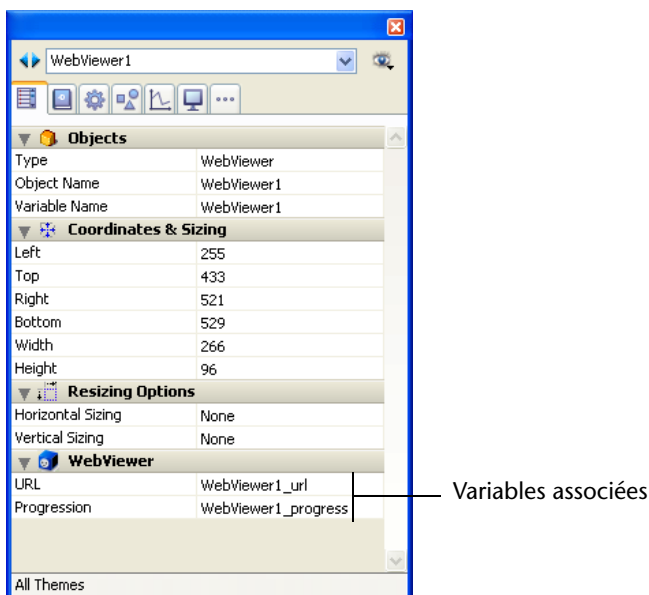 WebViewer1
Objects
Type WebViewer
Object Name WebViewer1
Variable Name WebViewer1
Coordinates & Sizing
Left 255
Top 433
Right 521
Bottom 529
Width 266
Height 96
Resizing Options
Horizontal Sizing None
Vertical Sizing None
WebViewer
URL WebViewer1_url
Progression WebViewer1_progress
Variables associées
All Themes